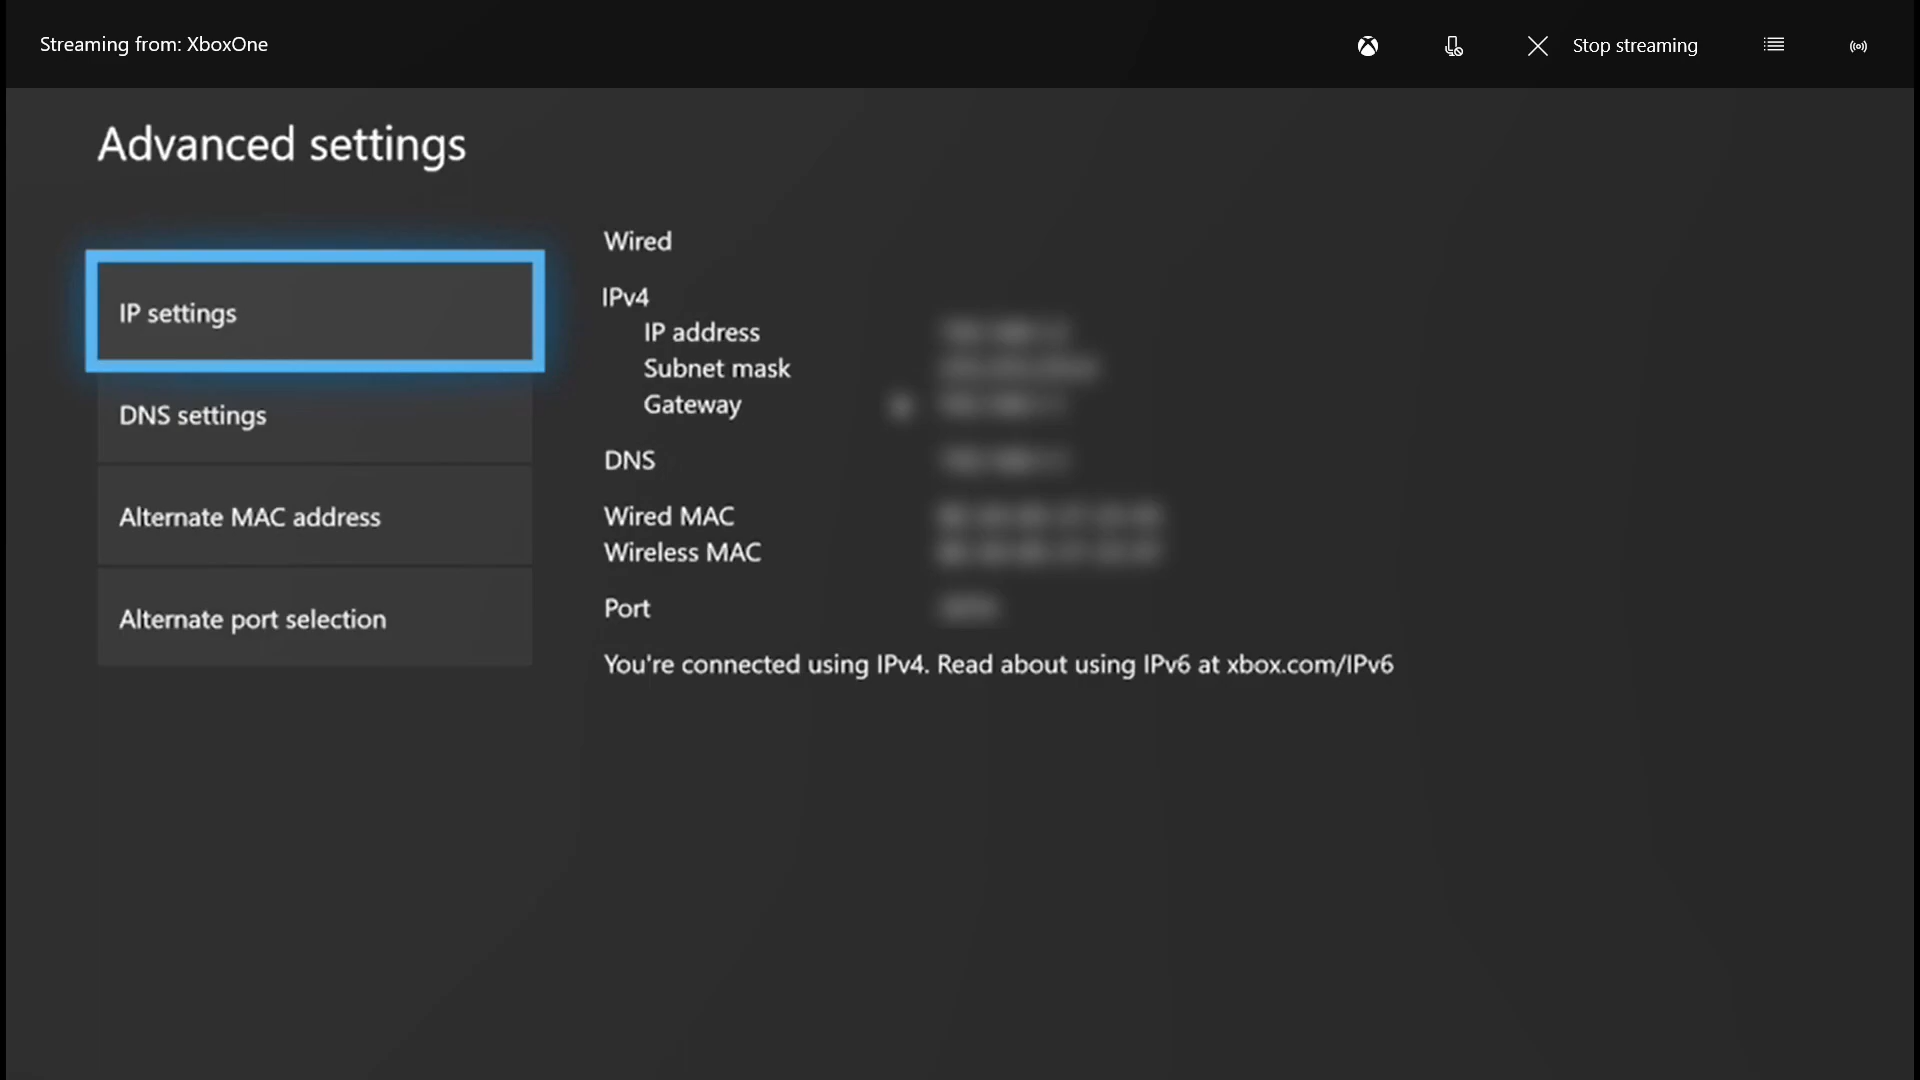 Streaming from: XboxOne
Stop streaming
Advanced settings
IP settings
DNS settings
Alternate MAC address
Alternate port selection
Wired
IPv4
IP address
Subnet mask
Gateway
DNS
Wired MAC
Wireless MAC
Port
You're connected using IPv4. Read about using IPv6 at xbox.com/IPv6